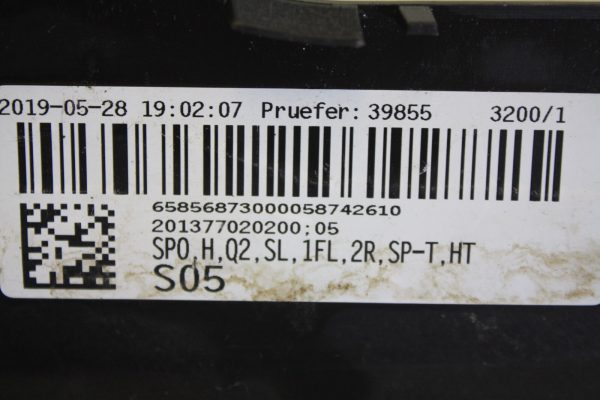 2019-05-28 19:02:07 Pruefer: 39855 3200/1
65856873000058742610
201377020200;05
SPO,H,Q2,SL,1FL,2R,SP-T,HT
S05